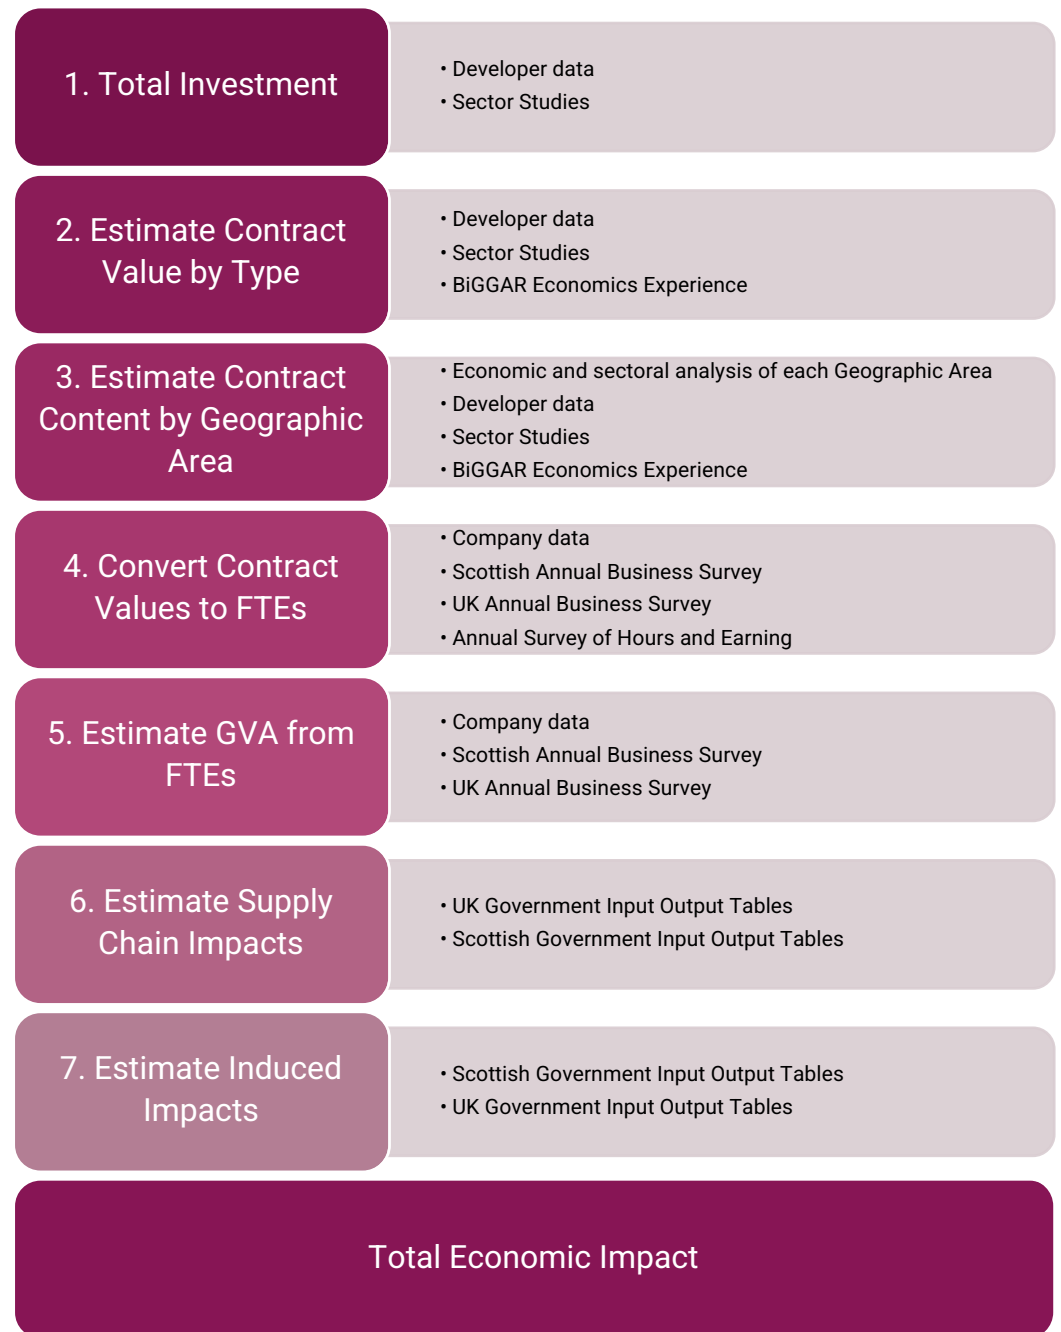 1. Total Investment
• Developer data
• Sector Studies
2. Estimate Contract
Value by Type
• Developer data
• Sector Studies
• BiGGAR Economics Experience
3. Estimate Contract
Content by Geographic
Area
• Economic and sectoral analysis of each Geographic Area
• Developer data
• Sector Studies
• BiGGAR Economics Experience
4. Convert Contract
Values to FTEs
• Company data
• Scottish Annual Business Survey
• UK Annual Business Survey
• Annual Survey of Hours and Earning
5. Estimate GVA from
FTEs
• Company data
• Scottish Annual Business Survey
• UK Annual Business Survey
6. Estimate Supply
Chain Impacts
• UK Government Input Output Tables
• Scottish Government Input Output Tables
7. Estimate Induced
Impacts
• Scottish Government Input Output Tables
• UK Government Input Output Tables
Total Economic Impact